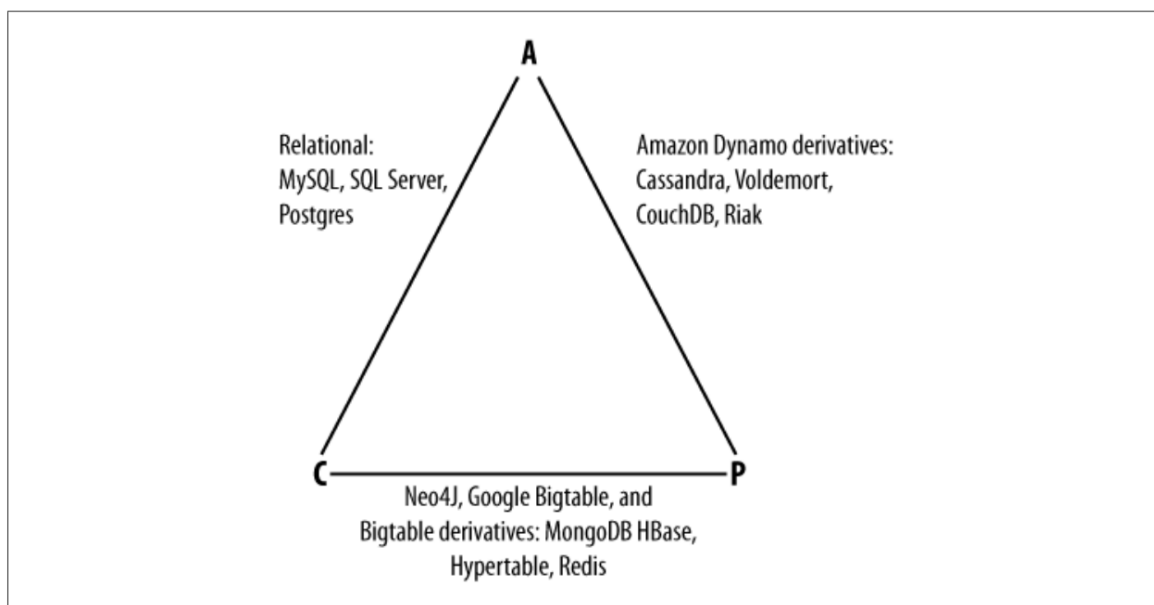 A
Relational:
MySQL, SQL Server,
Postgres
Amazon Dynamo derivatives:
Cassandra, Voldemort,
CouchDB, Riak
C
P
Neo4J, Google Bigtable, and
Bigtable derivatives: MongoDB HBase,
Hypertable, Redis